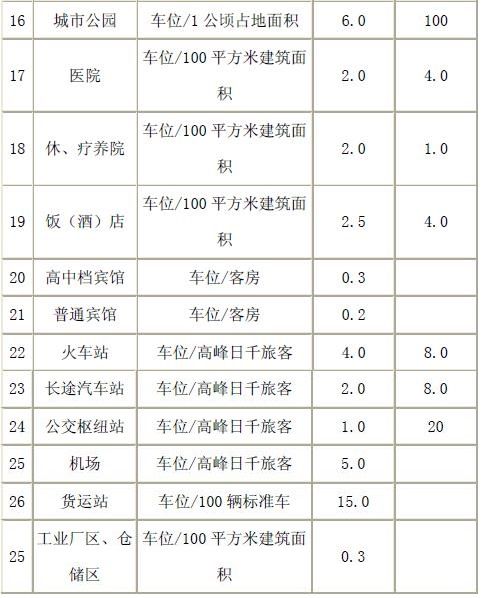 16 城市公园 车位/1 公顷占地面积 6.0 100
17 医院 车位/100 平方米建筑面积 2.0 4.0
18 休、疗养院 车位/100 平方米建筑面积 2.0 1.0
19 饭（酒）店 车位/100 平方米建筑面积 2.5 4.0
20 高中档宾馆 车位/客房 0.3
21 普通宾馆 车位/客房 0.2
22 火车站 车位/高峰日千旅客 4.0 8.0
23 长途汽车站 车位/高峰日千旅客 2.0 8.0
24 公交枢纽站 车位/高峰日千旅客 1.0 20
25 机场 车位/高峰日千旅客 5.0
26 货运站 车位/100 辆标准车 15.0
25 工业厂区、仓储区 车位/100 平方米建筑面积 0.3